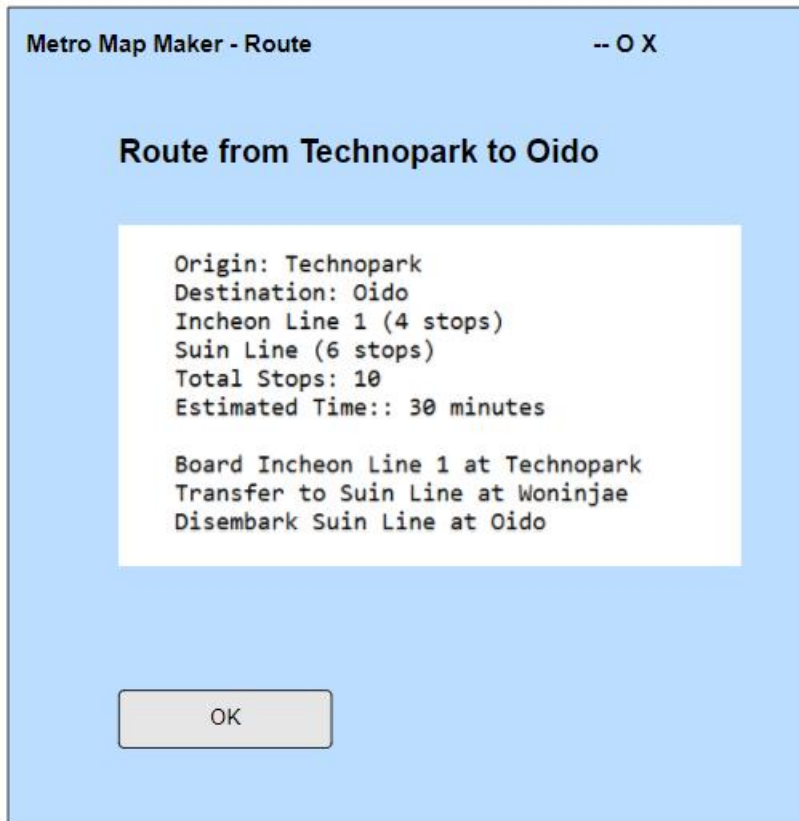 Metro Map Maker - Route -- O X
Route from Technopark to Oido
Origin: Technopark
Destination: Oido
Incheon Line 1 (4 stops)
Suin Line (6 stops)
Total Stops: 10
Estimated Time:: 30 minutes
Board Incheon Line 1 at Technopark
Transfer to Suin Line at Woninjae
Disembark Suin Line at Oido
OK